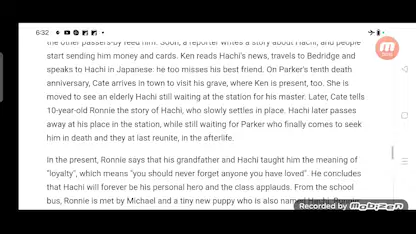 6:32
the other passers-by feed him. Soon, a reporter writes a story about Hachi, and people
start sending him money and cards. Ken reads Hachi's news, travels to Bedridge and
speaks to Hachi in Japanese: he too misses his best friend. On Parker's tenth death
anniversary, Cate arrives in town to visit his grave, where Ken is present, too. She is
moved to see an elderly Hachi still waiting at the station for his master. Later, Cate tells
10-year-old Ronnie the story of Hachi, who slowly settles in place. Hachi later passes
away at his place in the station, while still waiting for Parker who finally comes to seek
him in death and they at last reunite, in the afterlife.
In the present, Ronnie says that his grandfather and Hachi taught him the meaning of
"loyalty", which means "you should never forget anyone you have loved". He concludes
that Hachi will forever be his personal hero and the class applauds. From the school
bus, Ronnie is met by Michael and a tiny new puppy who is also named Hachi. Ronnie
Recorded by Mobizen